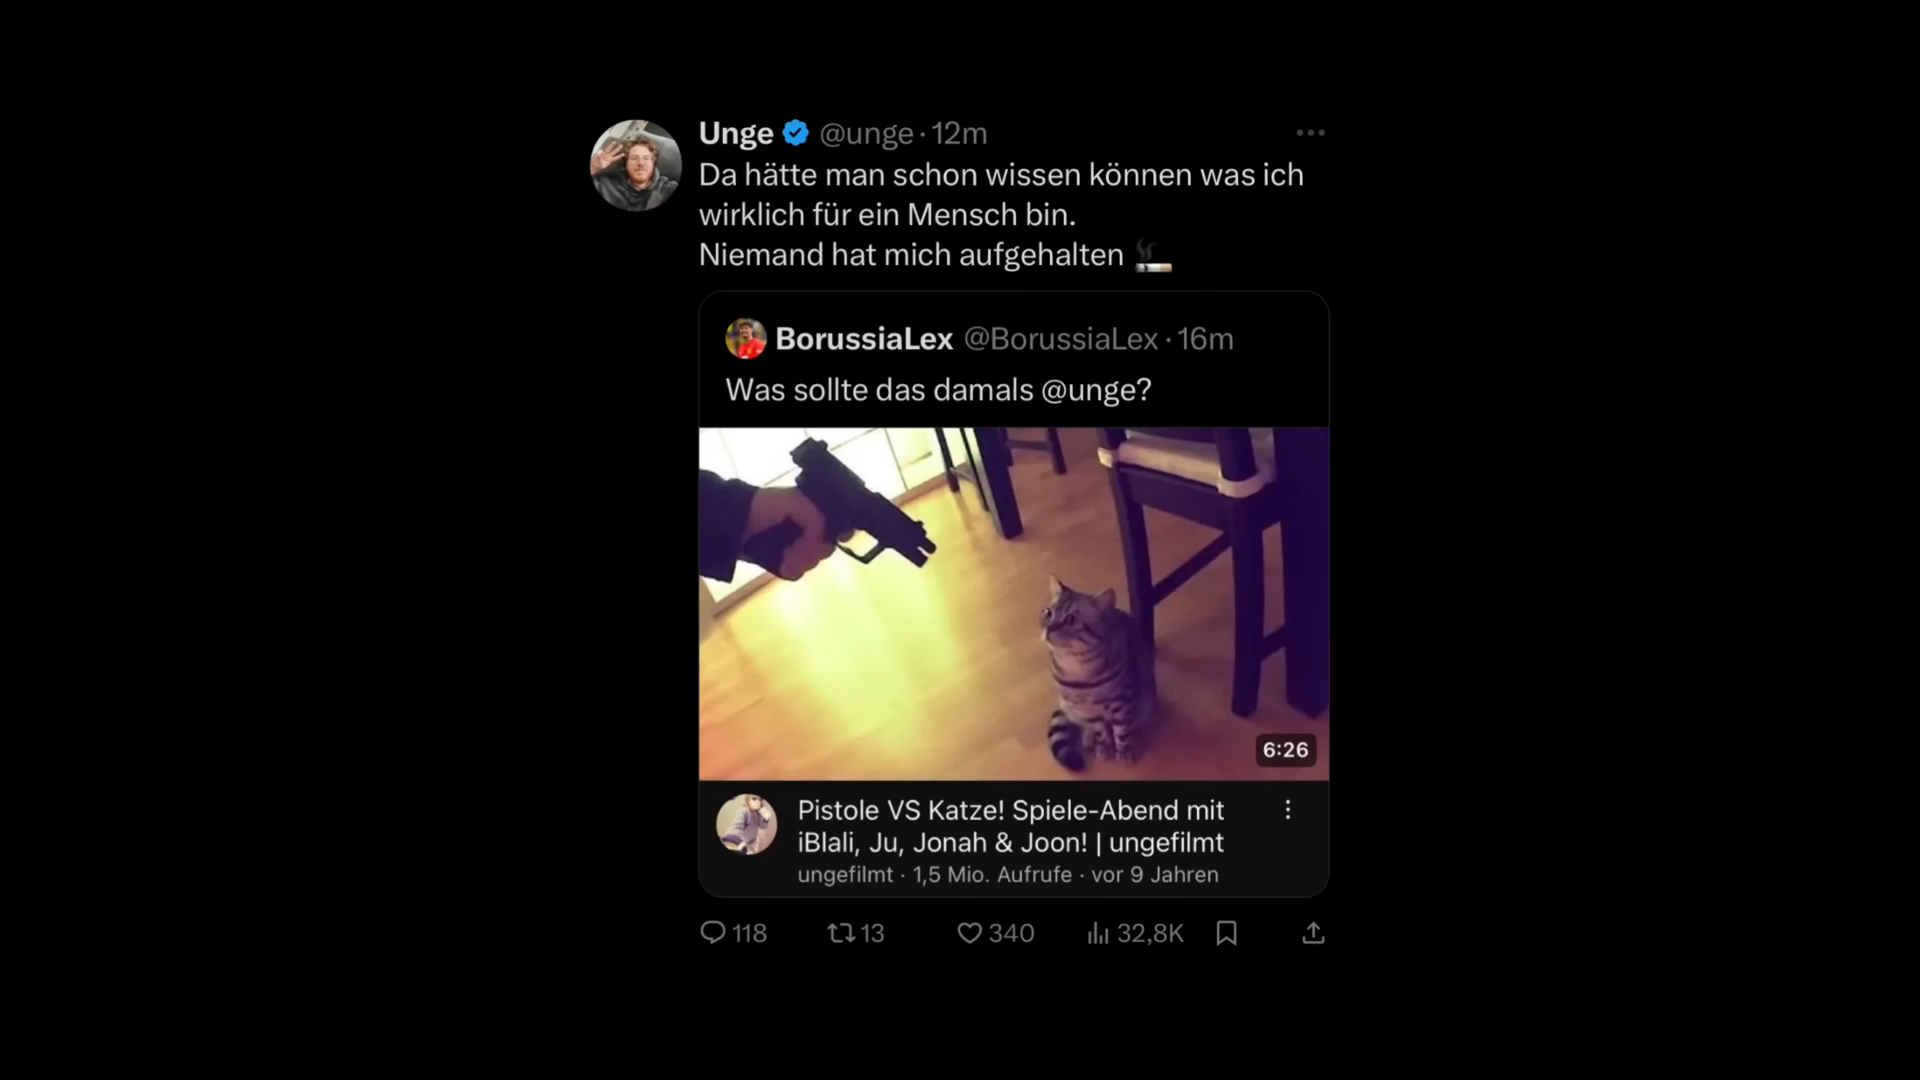 Unge @unge · 12m
Da hätte man schon wissen können was ich
wirklich für ein Mensch bin.
Niemand hat mich aufgehalten 🚬
BorussiaLex @BorussiaLex · 16m
Was sollte das damals @unge?
6:26
Pistole VS Katze! Spiele-Abend mit
iBlali, Ju, Jonah & Joon! | ungefilmt
ungefilmt · 1,5 Mio. Aufrufe · vor 9 Jahren
118 13 340 32,8K